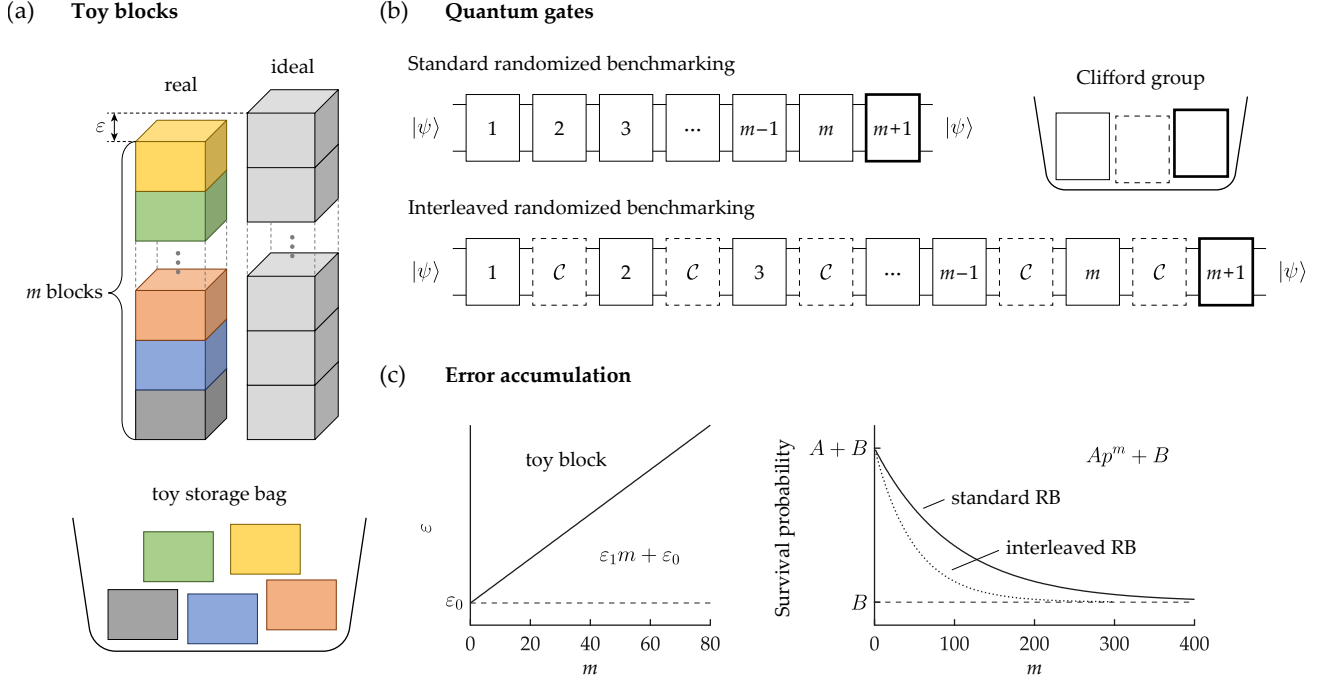 (a) Toy blocks
real
ideal
ε
m blocks
toy storage bag
(b) Quantum gates
Standard randomized benchmarking
|ψ⟩ 1 2 3 ... m−1 m m+1 |ψ⟩
Clifford group
Interleaved randomized benchmarking
|ψ⟩ 1 𝒞 2 𝒞 3 𝒞 ... m−1 𝒞 m 𝒞 m+1 |ψ⟩
(c) Error accumulation
toy block
ε
ε₁m + ε₀
ε₀
0 20 40 60 80
m
Survival probability
A + B
Apᵐ + B
standard RB
interleaved RB
B
0 100 200 300 400
m